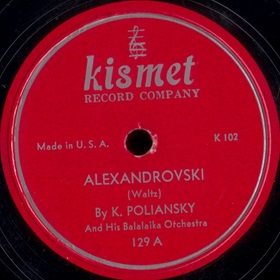 kismet
RECORD COMPANY
Made in U. S. A.
K 102
ALEXANDROVSKI
(Waltz)
By K. POLIANSKY
And His Balalaika Orchestra
129 A